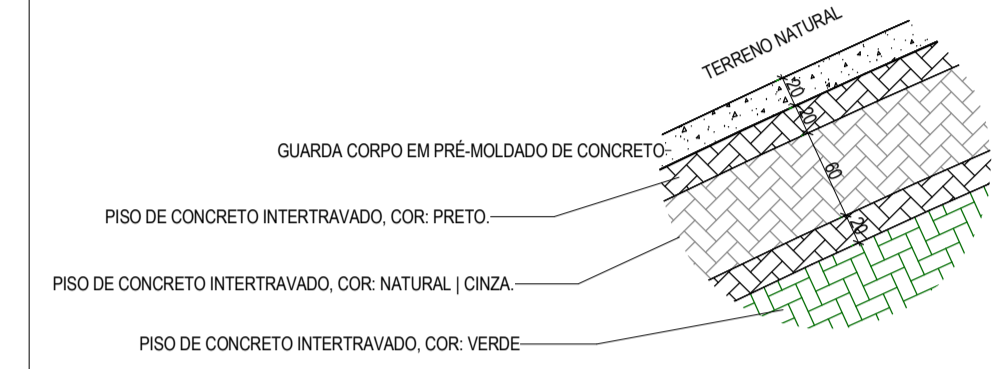 TERRENO NATURAL
20
20
GUARDA CORPO EM PRÉ-MOLDADO DE CONCRETO
60
PISO DE CONCRETO INTERTRAVADO, COR: PRETO.
20
PISO DE CONCRETO INTERTRAVADO, COR: NATURAL | CINZA.
PISO DE CONCRETO INTERTRAVADO, COR: VERDE